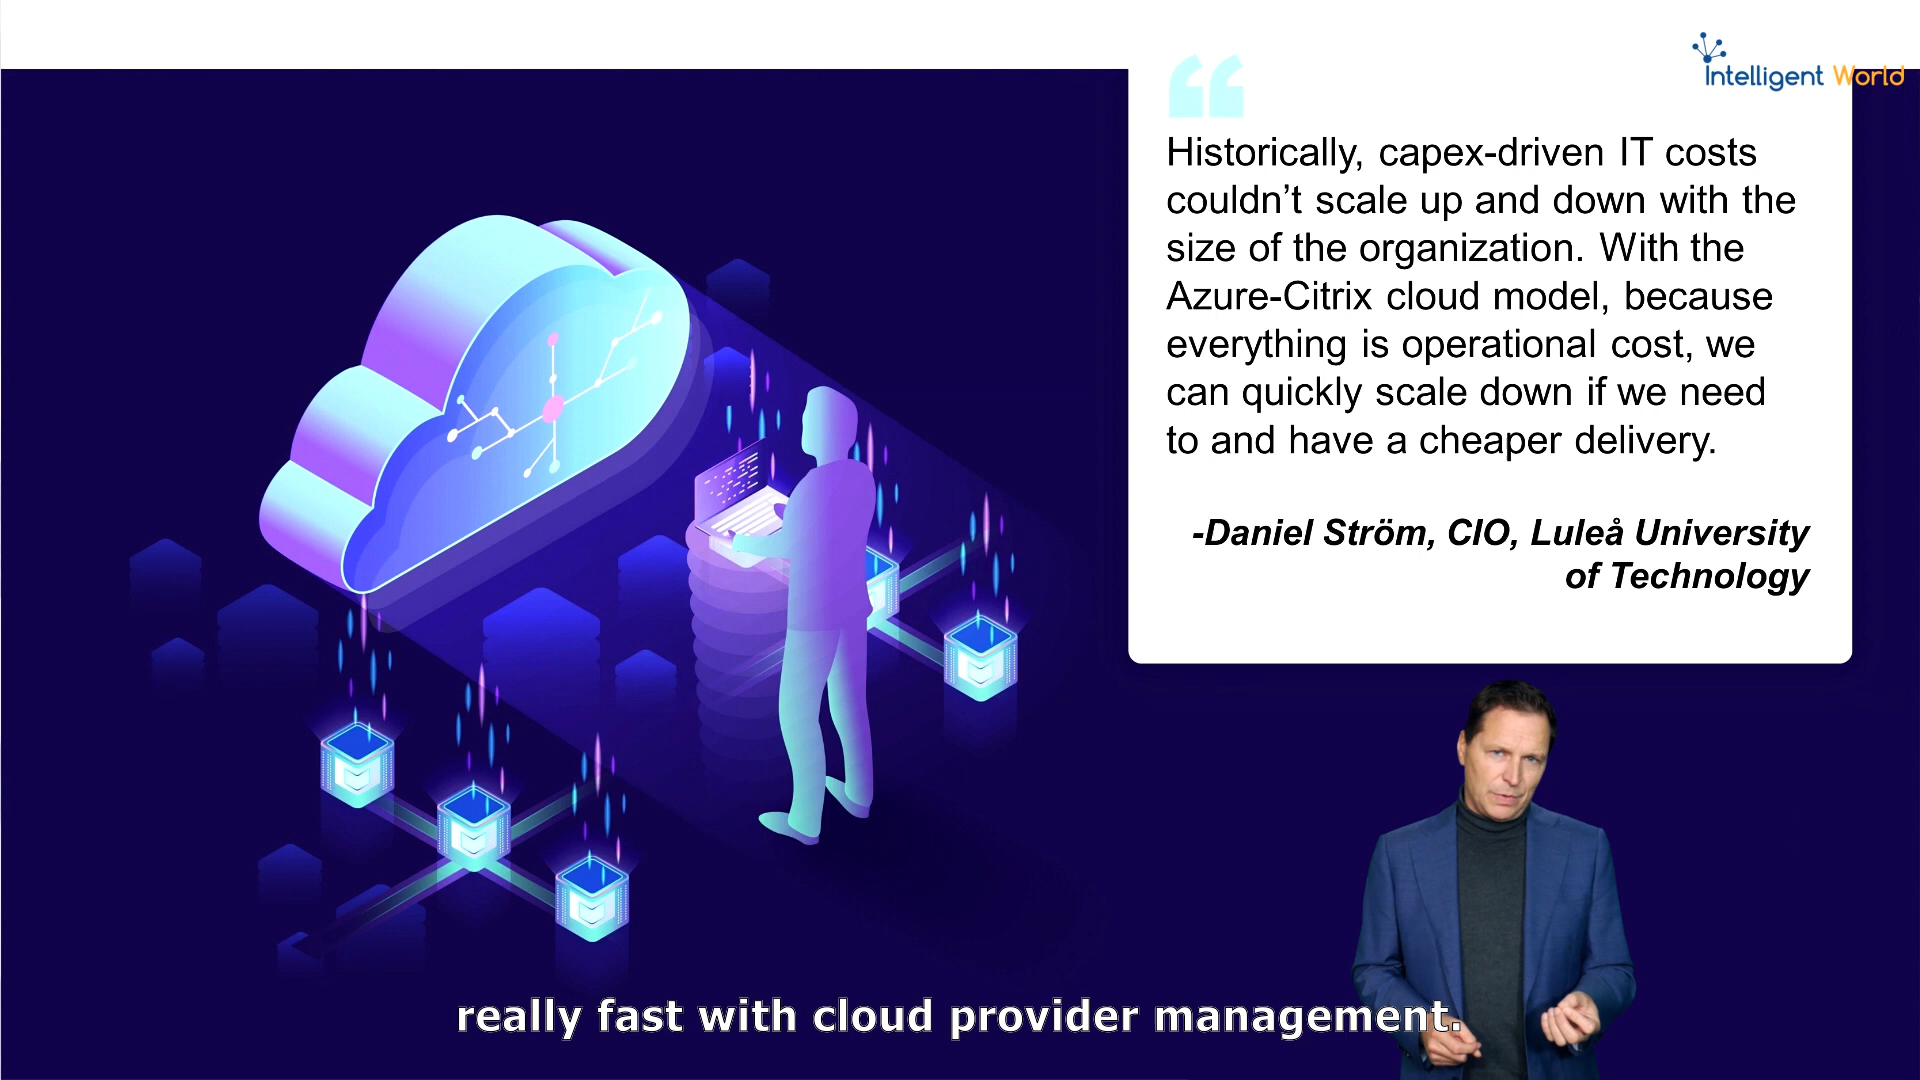 Intelligent World
Historically, capex-driven IT costs
couldn’t scale up and down with the
size of the organization. With the
Azure-Citrix cloud model, because
everything is operational cost, we
can quickly scale down if we need
to and have a cheaper delivery.
-Daniel Ström, CIO, Luleå University
of Technology
really fast with cloud provider management.